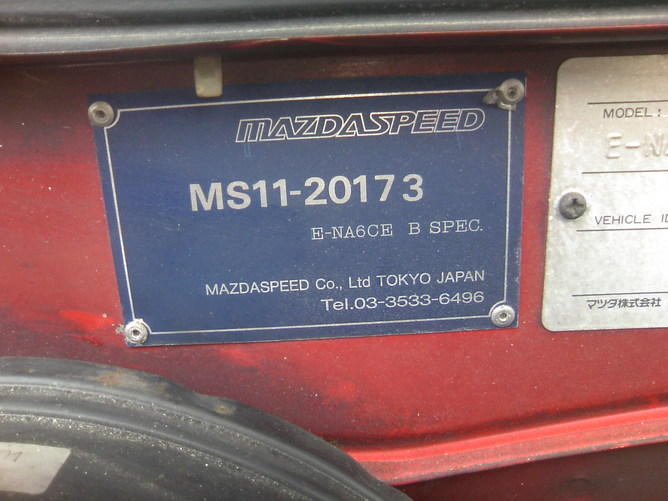 MAZDASPEED
MS11-20173
E-NA6CE B SPEC.
MAZDASPEED Co., Ltd TOKYO JAPAN
Tel.03-3533-6496
MODEL:
E-N
VEHICLE I
マツダ株式会社